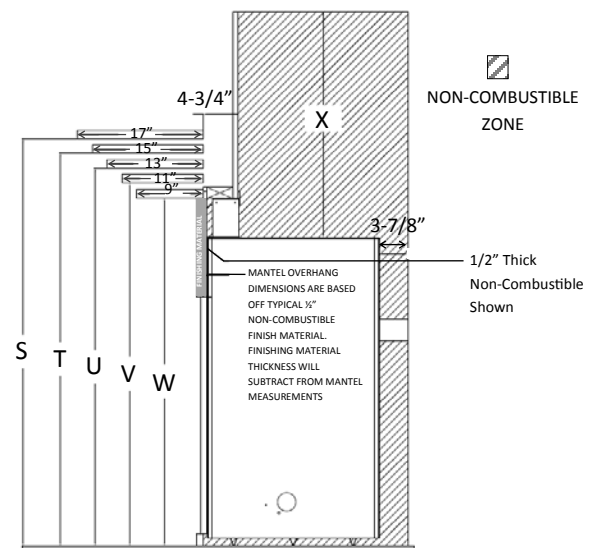 4-3/4”
NON-COMBUSTIBLE
ZONE
X
17”
15”
13”
11”
9”
3-7/8”
FINISHING MATERIAL
1/2” Thick
Non-Combustible
Shown
MANTEL OVERHANG
DIMENSIONS ARE BASED
OFF TYPICAL ½”
NON-COMBUSTIBLE
FINISH MATERIAL.
FINISHING MATERIAL
THICKNESS WILL
SUBTRACT FROM MANTEL
MEASUREMENTS
S T U V W